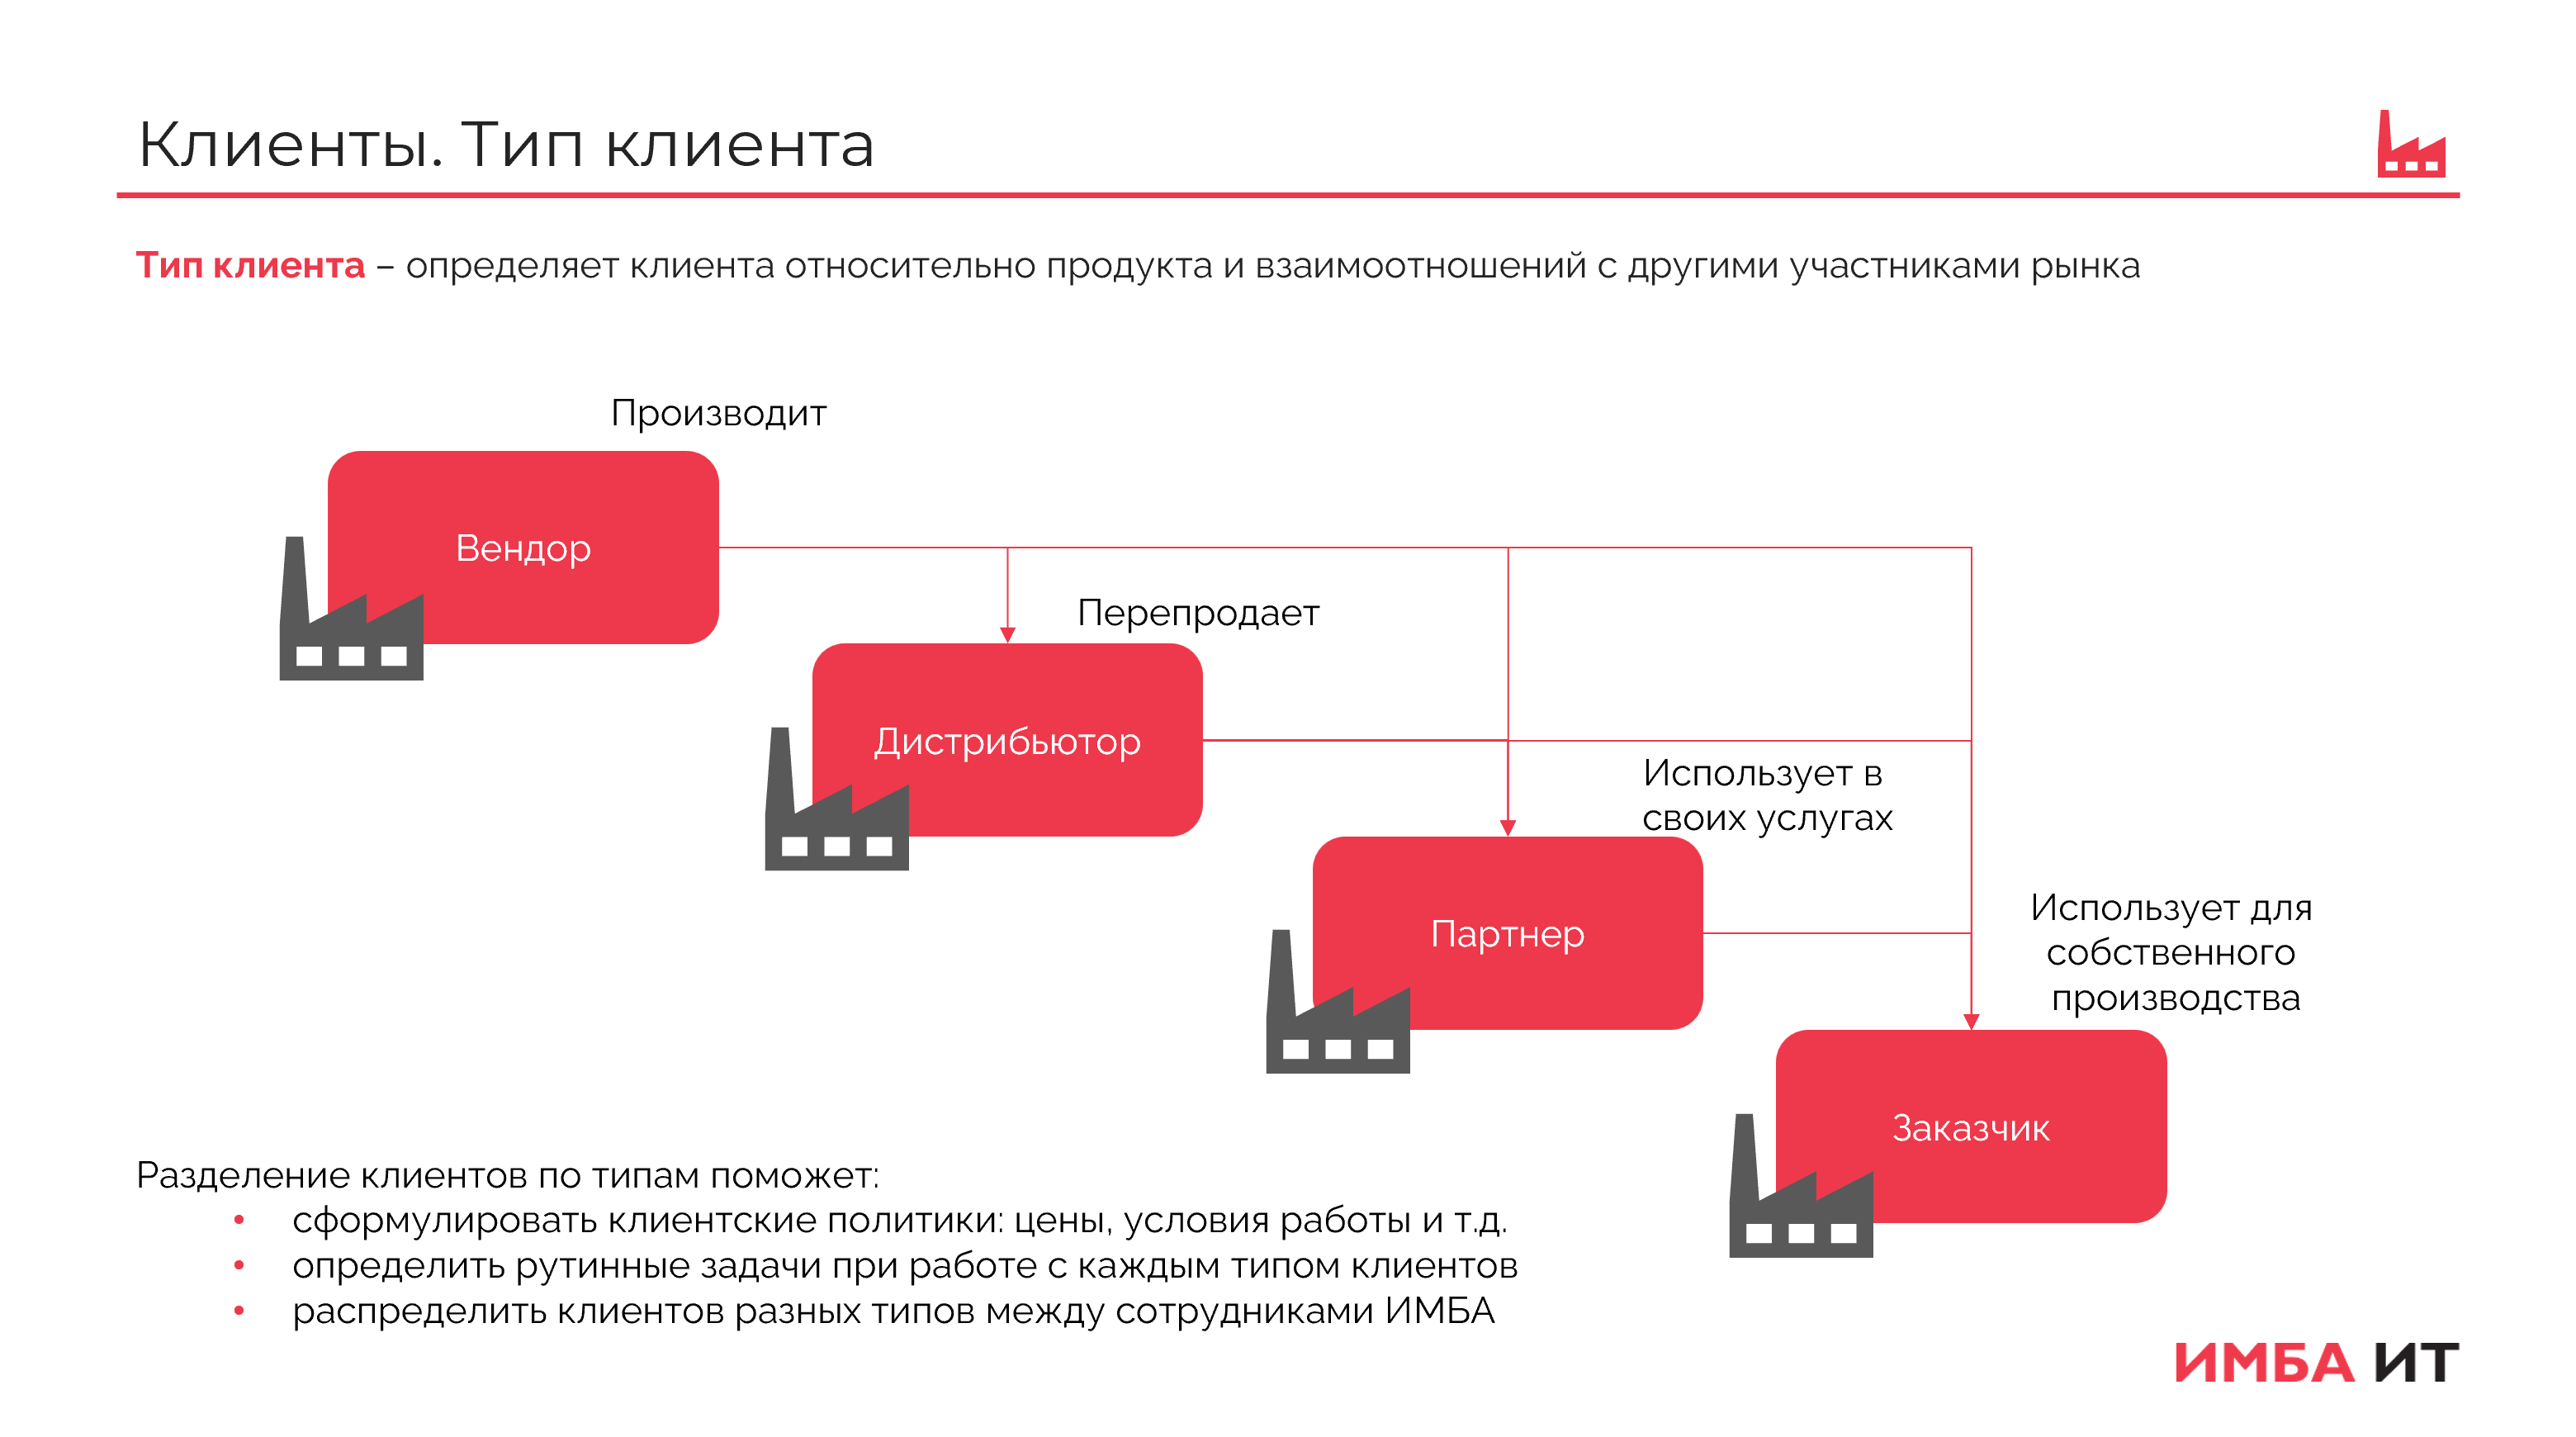 Клиенты. Тип клиента
Тип клиента – определяет клиента относительно продукта и взаимоотношений с другими участниками рынка
Производит
Вендор
Перепродает
Дистрибьютор
Использует в
своих услугах
Партнер
Использует для
собственного
производства
Заказчик
Разделение клиентов по типам поможет:
• сформулировать клиентские политики: цены, условия работы и т.д.
• определить рутинные задачи при работе с каждым типом клиентов
• распределить клиентов разных типов между сотрудниками ИМБА
ИМБА ИТ